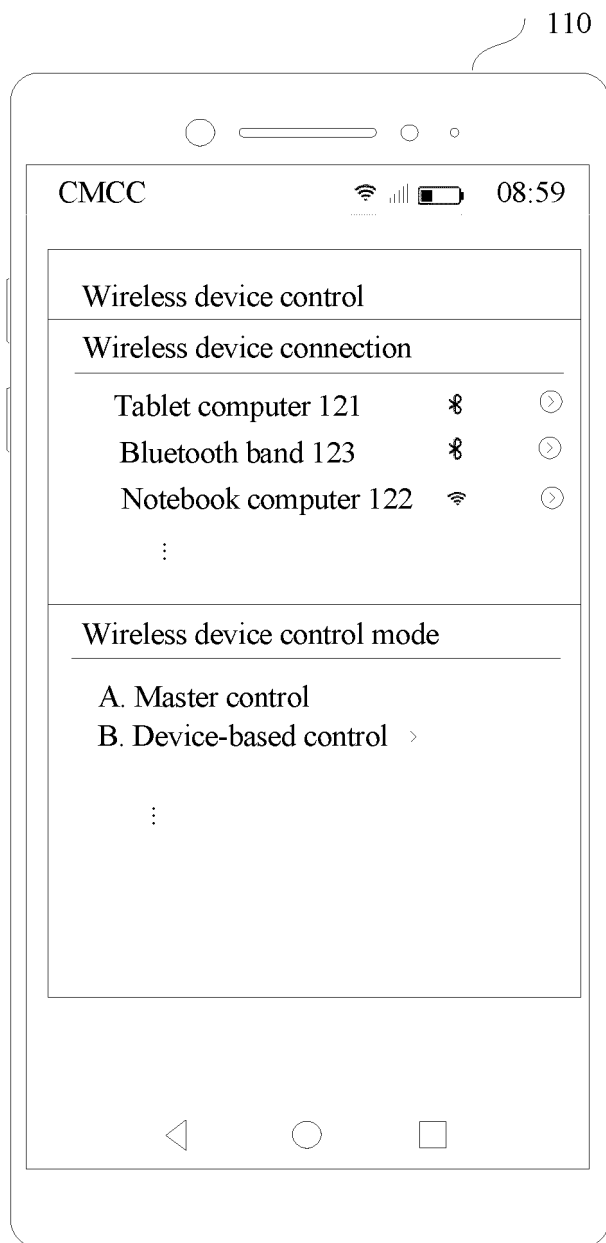 110
CMCC 08:59
Wireless device control
Wireless device connection
Tablet computer 121
Bluetooth band 123
Notebook computer 122
⋮
Wireless device control mode
A. Master control
B. Device-based control >
⋮